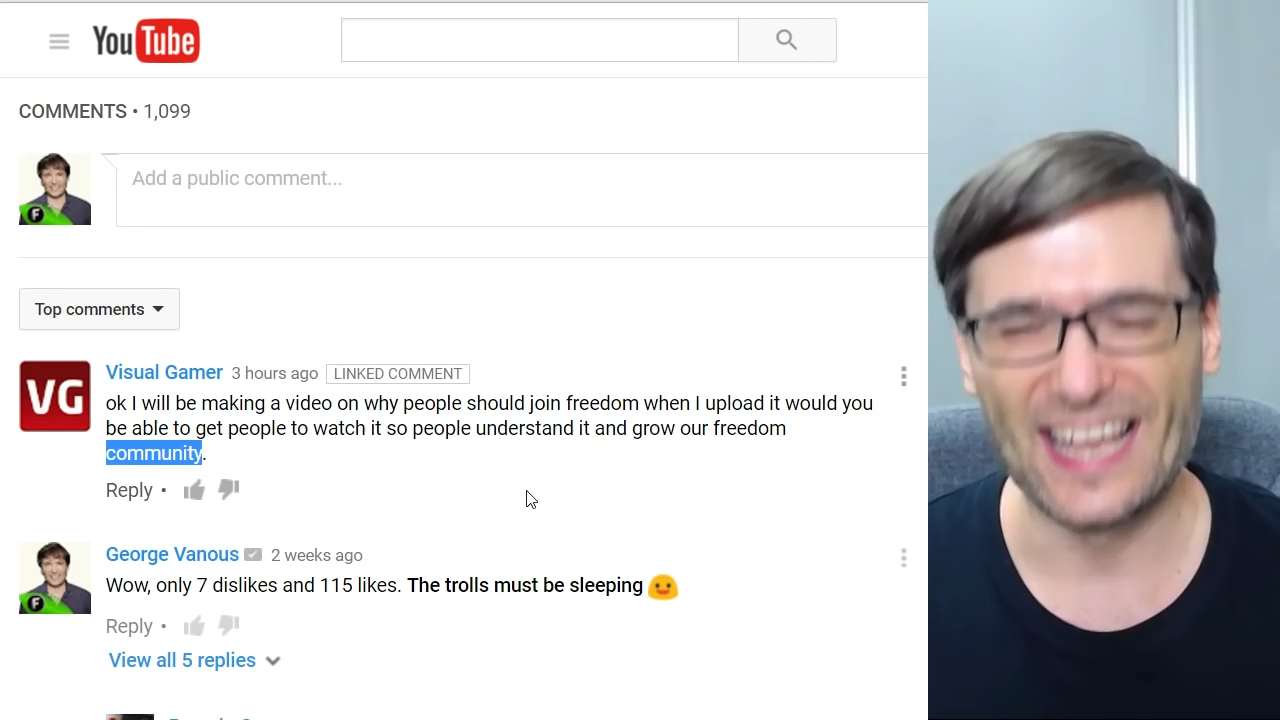 YouTube
COMMENTS • 1,099
Add a public comment...
F
Top comments
VG
Visual Gamer 3 hours ago LINKED COMMENT
ok I will be making a video on why people should join freedom when I upload it would you
be able to get people to watch it so people understand it and grow our freedom
community.
Reply •
F
George Vanous 2 weeks ago
Wow, only 7 dislikes and 115 likes. The trolls must be sleeping
Reply •
View all 5 replies